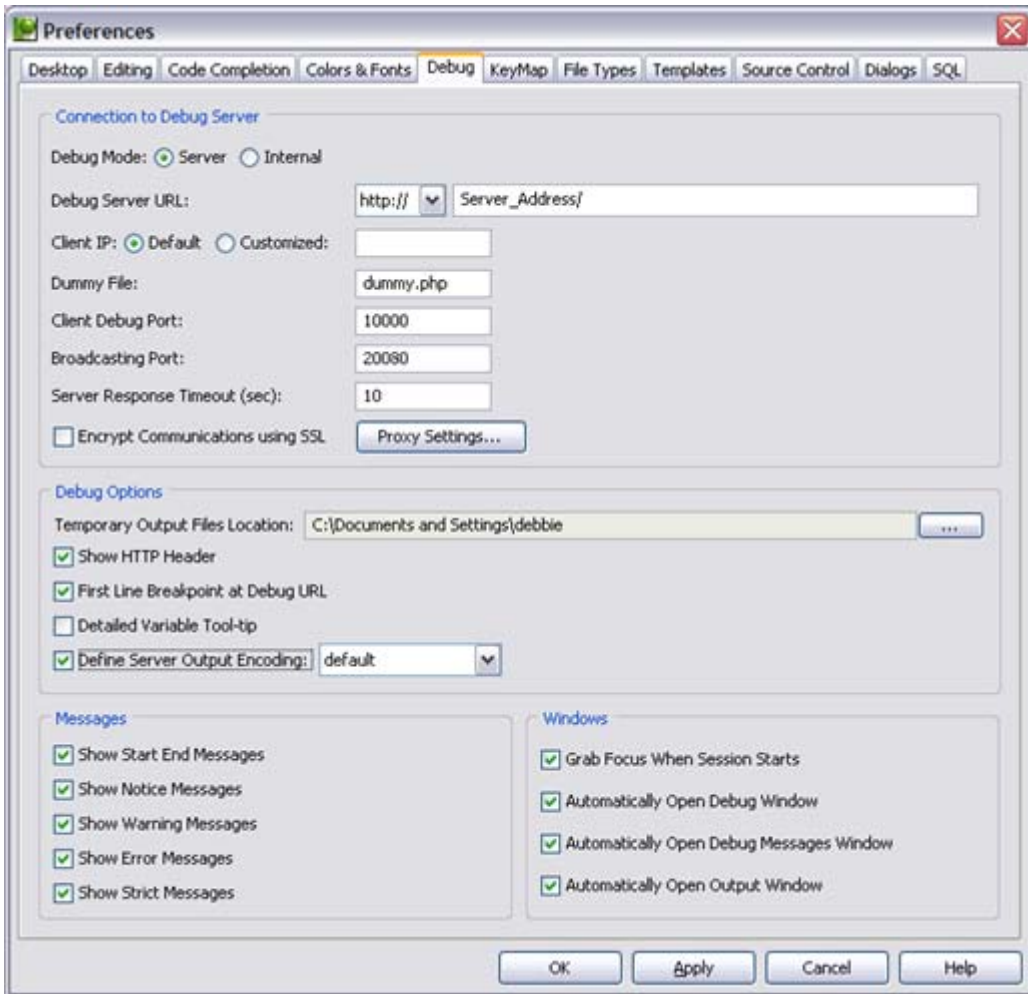 Preferences
Desktop Editing Code Completion Colors & Fonts Debug KeyMap File Types Templates Source Control Dialogs SQL
Connection to Debug Server
Debug Mode: Server Internal
Debug Server URL: http:// Server_Address/
Client IP: Default Customized:
Dummy File: dummy.php
Client Debug Port: 10000
Broadcasting Port: 20080
Server Response Timeout (sec): 10
Encrypt Communications using SSL Proxy Settings...
Debug Options
Temporary Output Files Location: C:\Documents and Settings\debbie ...
Show HTTP Header
First Line Breakpoint at Debug URL
Detailed Variable Tool-tip
Define Server Output Encoding: default
Messages
Show Start End Messages
Show Notice Messages
Show Warning Messages
Show Error Messages
Show Strict Messages
Windows
Grab Focus When Session Starts
Automatically Open Debug Window
Automatically Open Debug Messages Window
Automatically Open Output Window
OK Apply Cancel Help